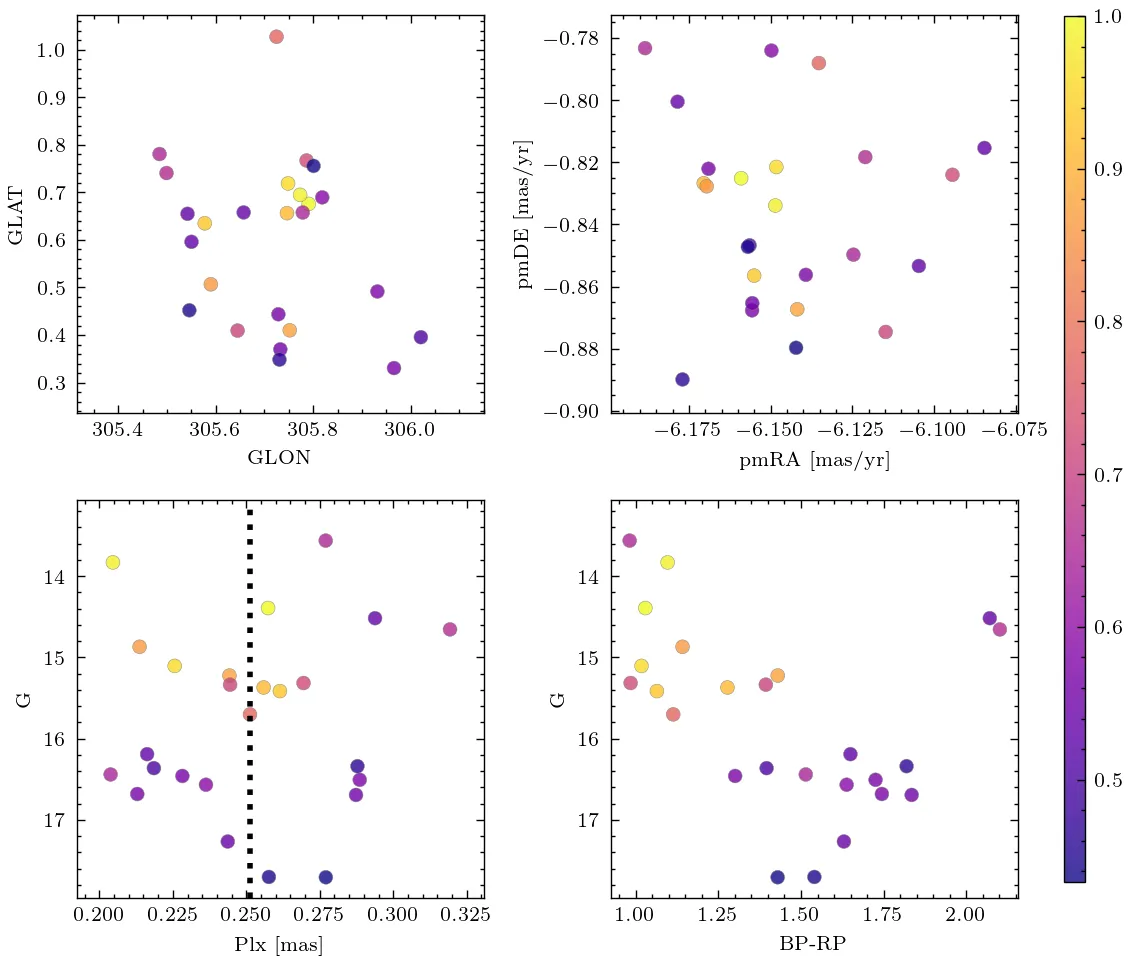 1.0
0.9
0.8
0.7
0.6
0.5
0.4
0.3
GLAT
305.4 305.6 305.8 306.0
GLON
−0.78
−0.80
−0.82
−0.84
−0.86
−0.88
−0.90
pmDE [mas/yr]
−6.175 −6.150 −6.125 −6.100 −6.075
pmRA [mas/yr]
14
15
16
17
G
0.200 0.225 0.250 0.275 0.300 0.325
Plx [mas]
14
15
16
17
G
1.00 1.25 1.50 1.75 2.00
BP-RP
1.0
0.9
0.8
0.7
0.6
0.5